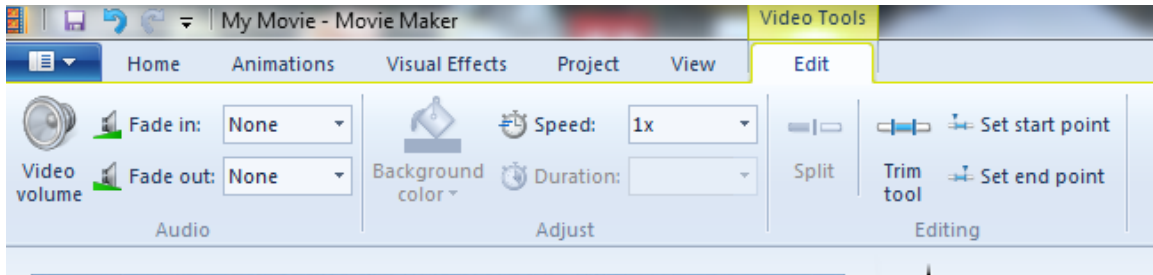 My Movie - Movie Maker
Video Tools
Home Animations Visual Effects Project View Edit
Fade in: None Speed: 1x Set start point
Video volume Fade out: None Background color Duration: Split Trim tool Set end point
Audio Adjust Editing